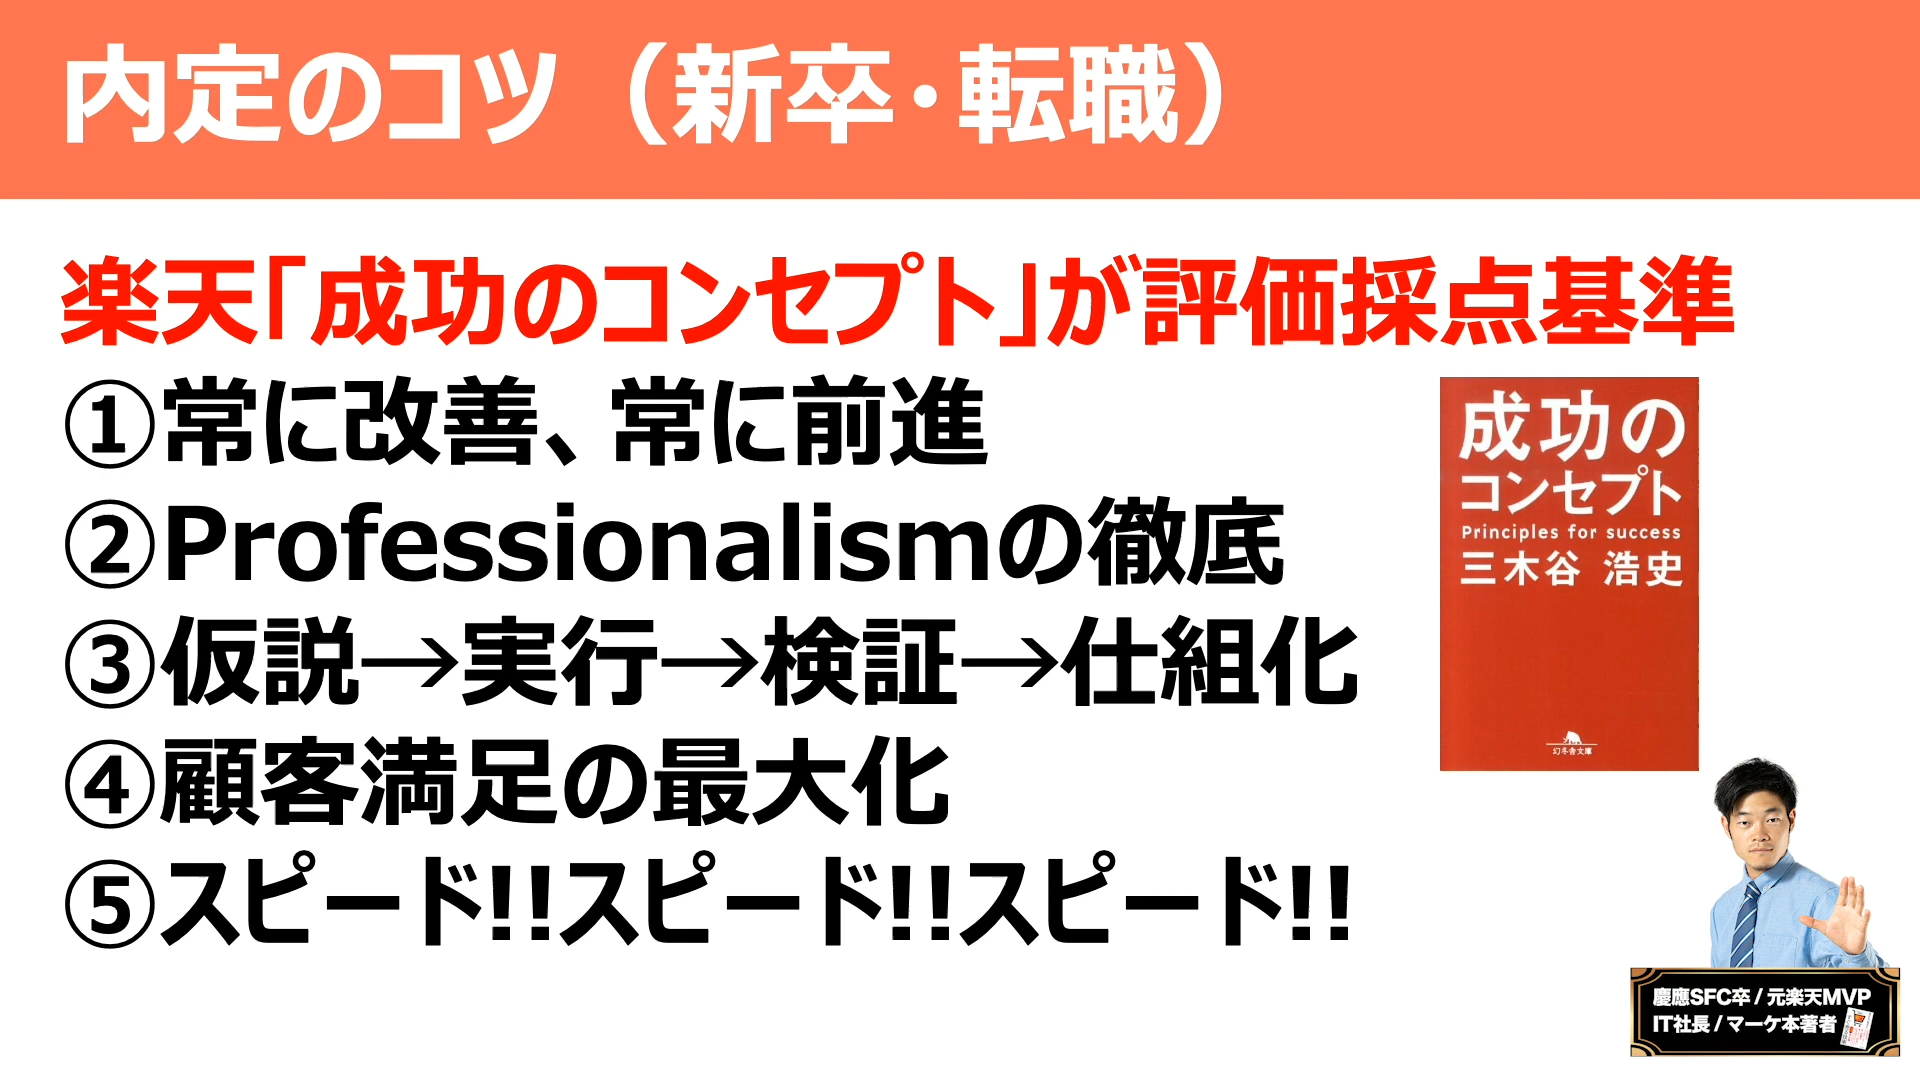 内定のコツ（新卒・転職）
楽天｢成功のコンセプト｣が評価採点基準
①常に改善、常に前進
②Professionalismの徹底
③仮説→実行→検証→仕組化
④顧客満足の最大化
⑤スピード!!スピード!!スピード!!
成功の
コンセプト
Principles for success
三木谷 浩史
幻冬舎文庫
慶應SFC卒 / 元楽天MVP
IT社長 / マーケ本著者